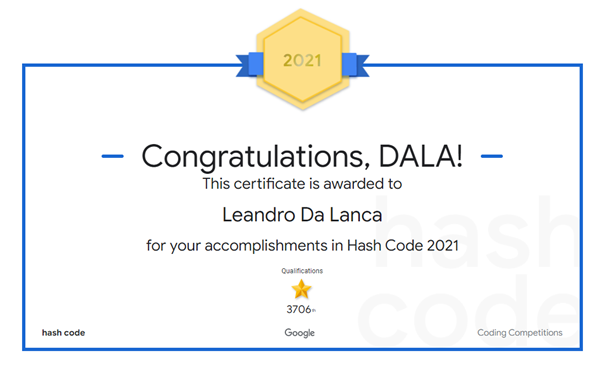 2021
Congratulations, DALA!
This certificate is awarded to
Leandro Da Lanca
for your accomplishments in Hash Code 2021
Qualifications
3706th
hash code
Google
Coding Competitions
hash
code